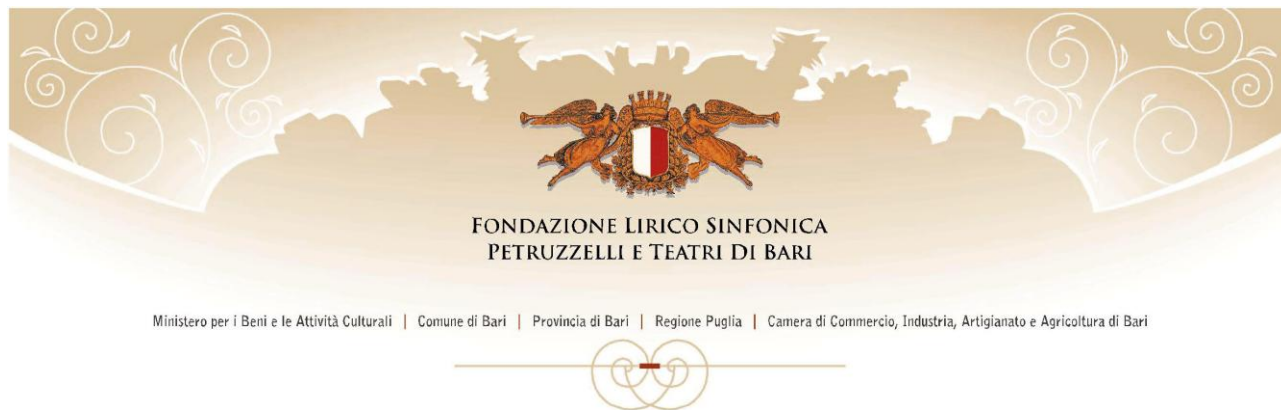 FONDAZIONE LIRICO SINFONICA
PETRUZZELLI E TEATRI DI BARI
Ministero per i Beni e le Attività Culturali | Comune di Bari | Provincia di Bari | Regione Puglia | Camera di Commercio, Industria, Artigianato e Agricoltura di Bari